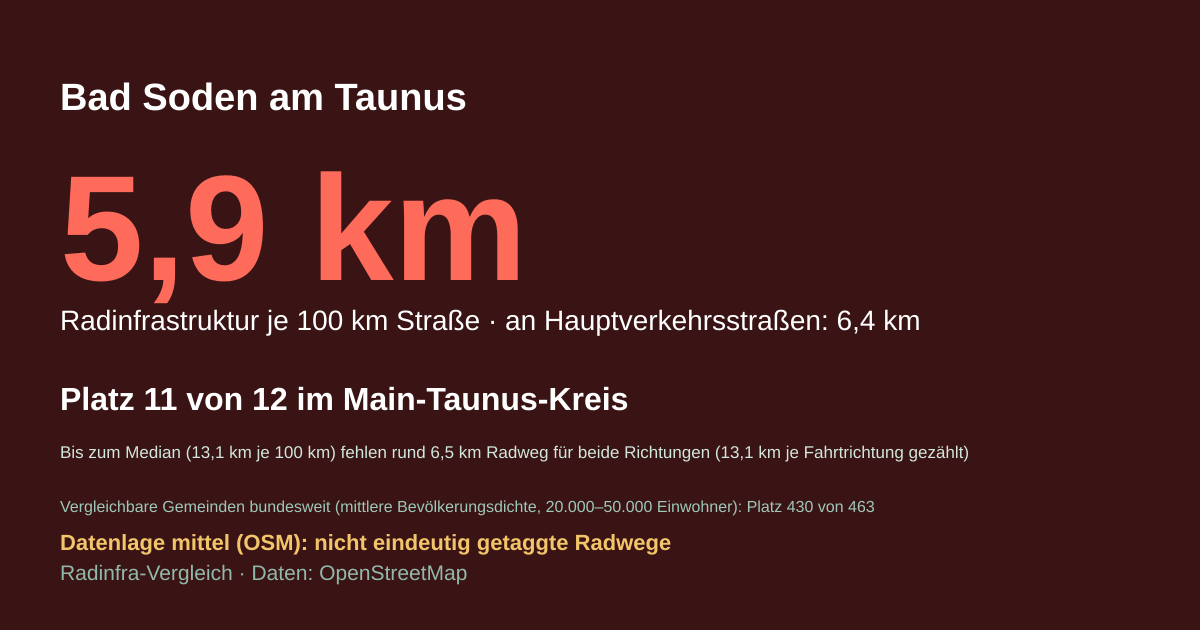 Bad Soden am Taunus
5,9 km
Radinfrastruktur je 100 km Straße · an Hauptverkehrsstraßen: 6,4 km
Platz 11 von 12 im Main-Taunus-Kreis
Bis zum Median (13,1 km je 100 km) fehlen rund 6,5 km Radweg für beide Richtungen (13,1 km je Fahrtrichtung gezählt)
Vergleichbare Gemeinden bundesweit (mittlere Bevölkerungsdichte, 20.000–50.000 Einwohner): Platz 430 von 463
Datenlage mittel (OSM): nicht eindeutig getaggte Radwege
Radinfra-Vergleich · Daten: OpenStreetMap